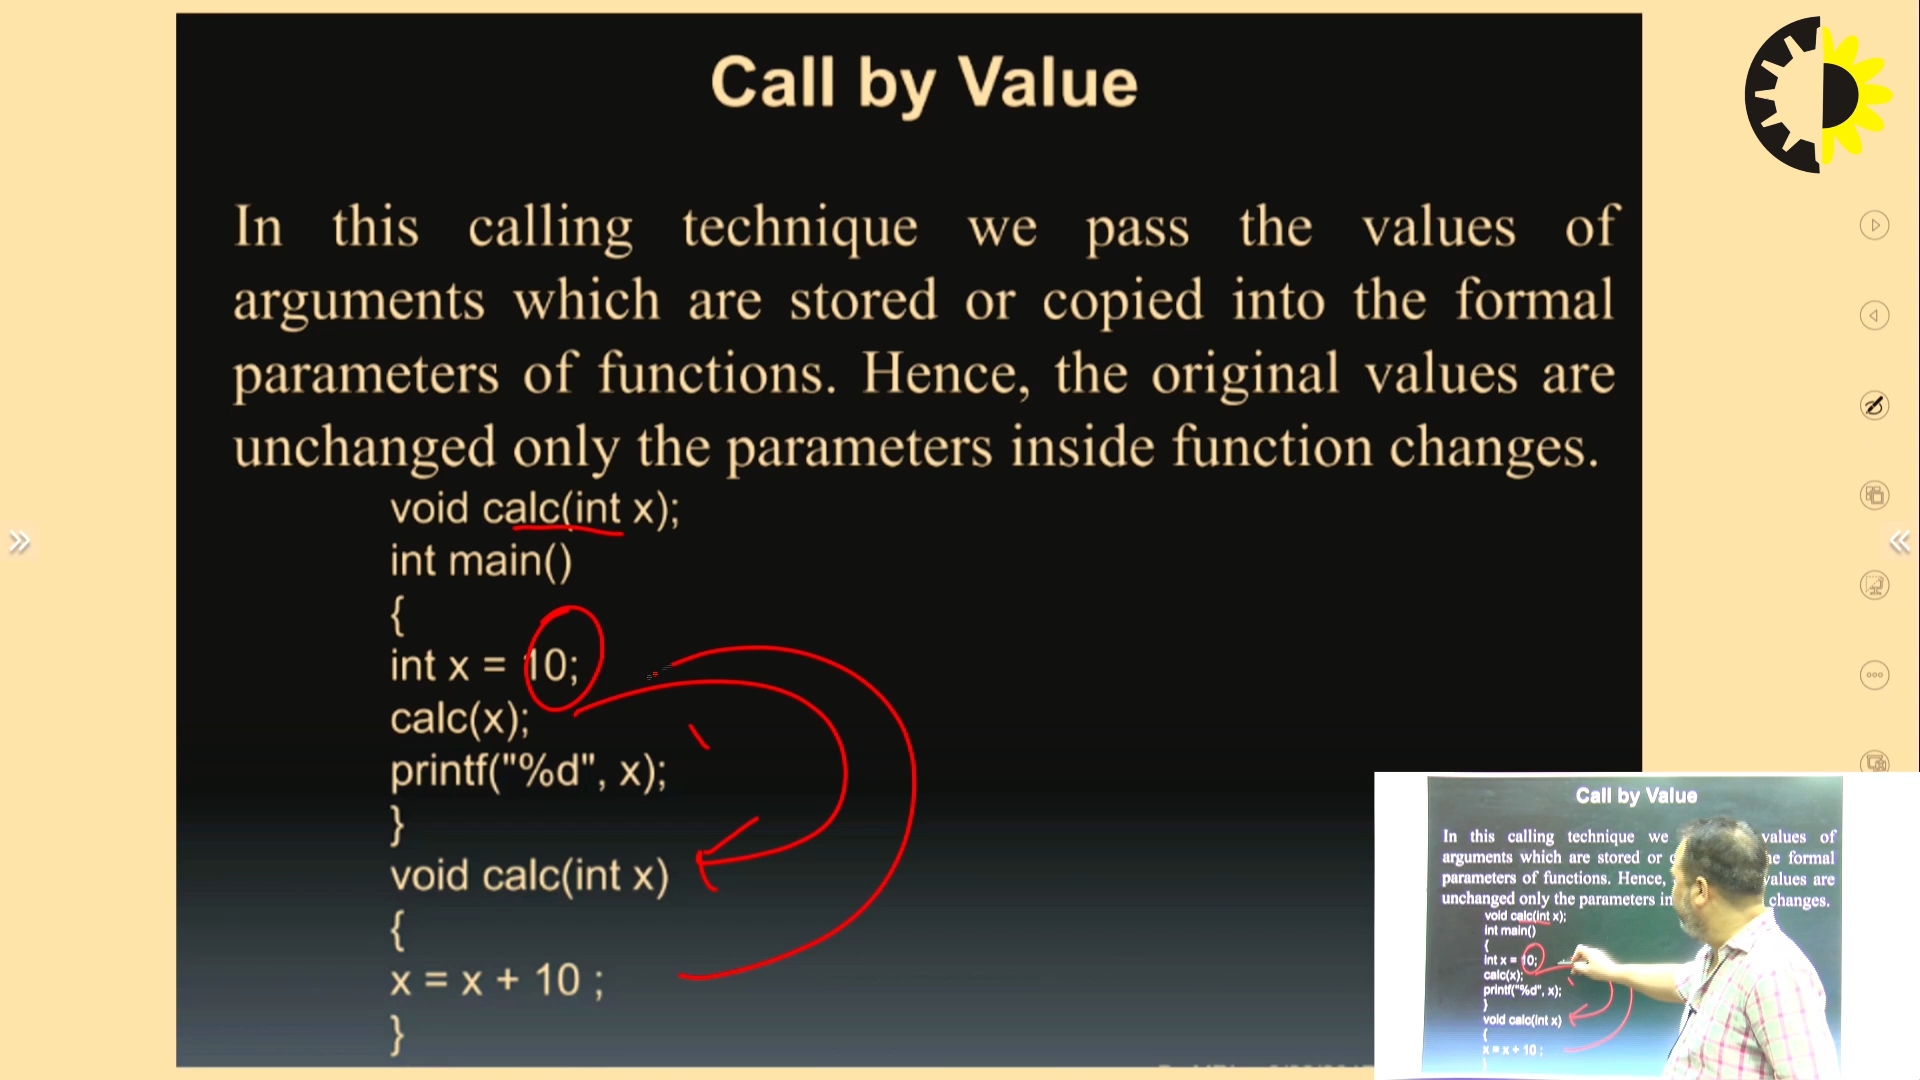 Call by Value
In this calling technique we pass the values of
arguments which are stored or copied into the formal
parameters of functions. Hence, the original values are
unchanged only the parameters inside function changes.
void calc(int x);
int main()
{
int x = 10;
calc(x);
printf("%d", x);
}
void calc(int x)
{
x = x + 10 ;
}
Call by Value
In this calling technique we values of
arguments which are stored or formal
parameters of functions. Hence, values are
unchanged only the parameters changes.
void calc(int x);
int main()
{
int x = 10;
calc(x);
printf("%d", x);
}
void calc(int x)
{
x = x + 10 ;